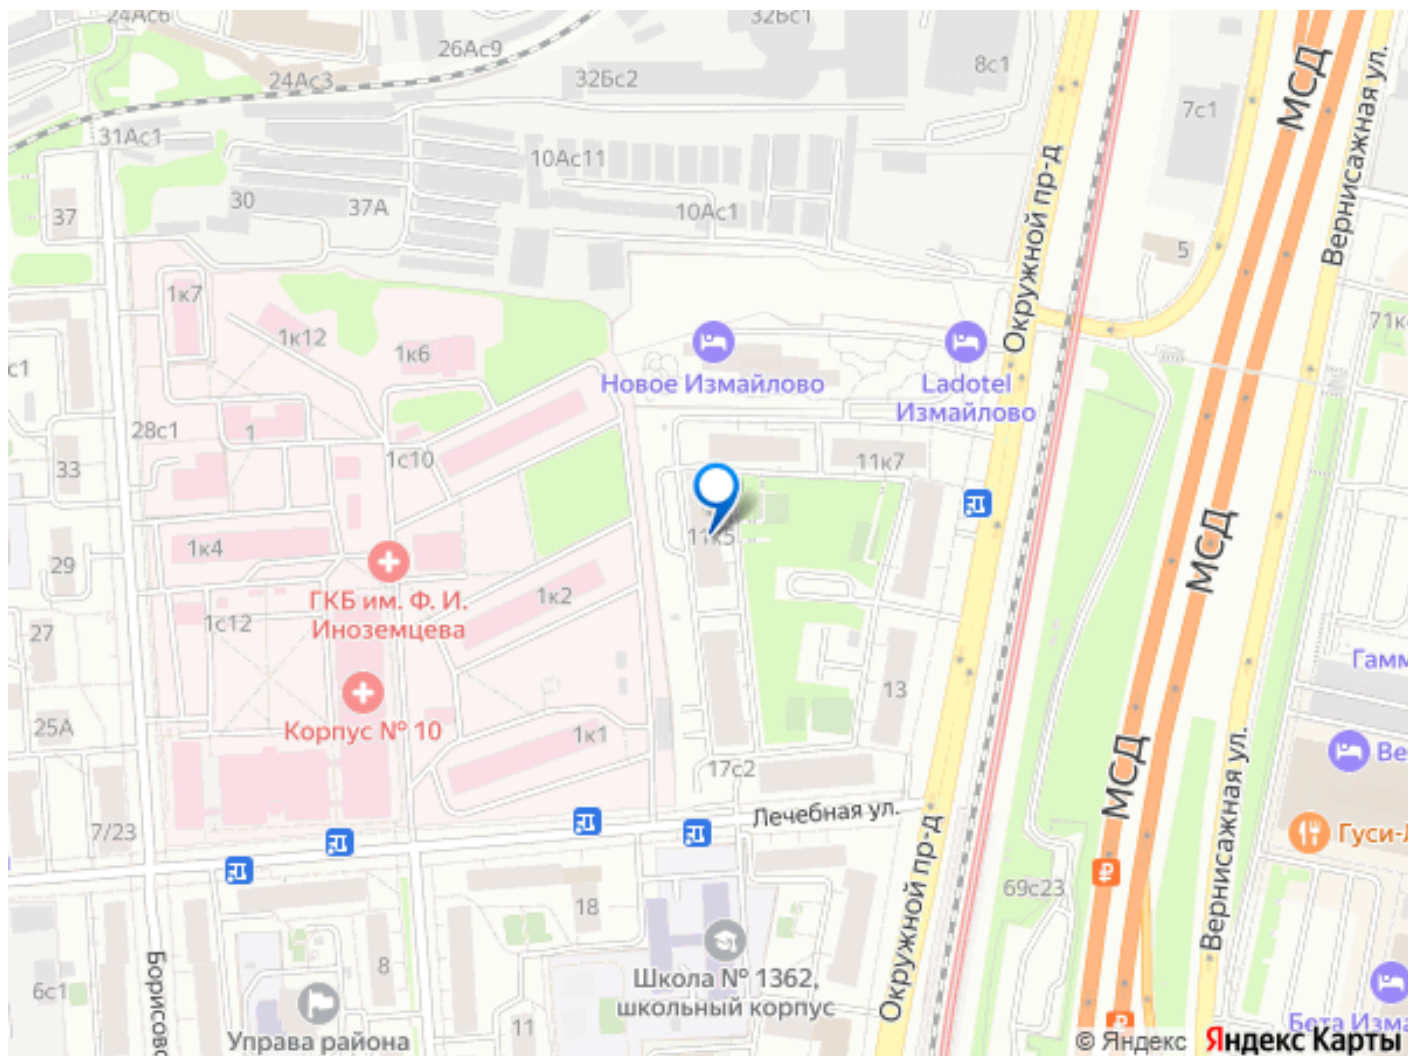 24Ас6
32Бс1
26Ас9
8с1
24Ас3
32Бс2
МСД
7с1
31Ас1
10Ас11
Вернисажная ул.
Окружной пр-д
30
37А
37
10Ас1
5
1к7
1к12
71к
1к6
с1
Новое Измайлово
Ladotel
Измайлово
28с1
1
1с10
11к7
33
11к5
1к4
МСД
29
ГКБ им. Ф. И.
Иноземцева
1к2
1с12
27
Гамм
13
25А
Корпус № 10
1к1
Ве
17с2
МСД
Вернисажная ул.
Лечебная ул.
7/23
Гуси-Л
69с23
18
Окружной пр-д
8
Школа № 1362,
школьный корпус
Борисово
6с1
11
Управа района
Бета Изма
© Яндекс Яндекс Карты